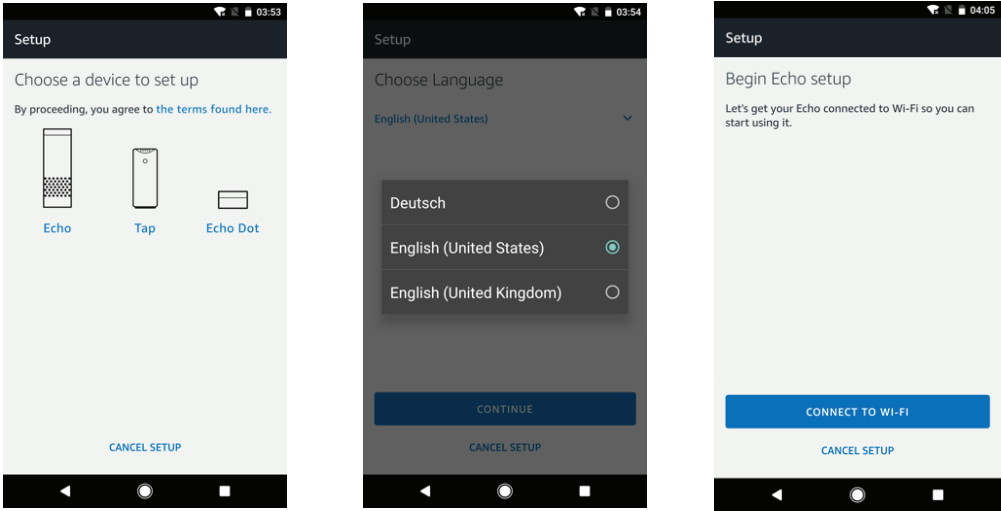 03:53
Setup
Choose a device to set up
By proceeding, you agree to the terms found here.
Echo
Tap
Echo Dot
CANCEL SETUP
03:54
Setup
Choose Language
English (United States)
Deutsch
English (United States)
English (United Kingdom)
CONTINUE
CANCEL SETUP
04:05
Setup
Begin Echo setup
Let's get your Echo connected to Wi-Fi so you can
start using it.
CONNECT TO WI-FI
CANCEL SETUP